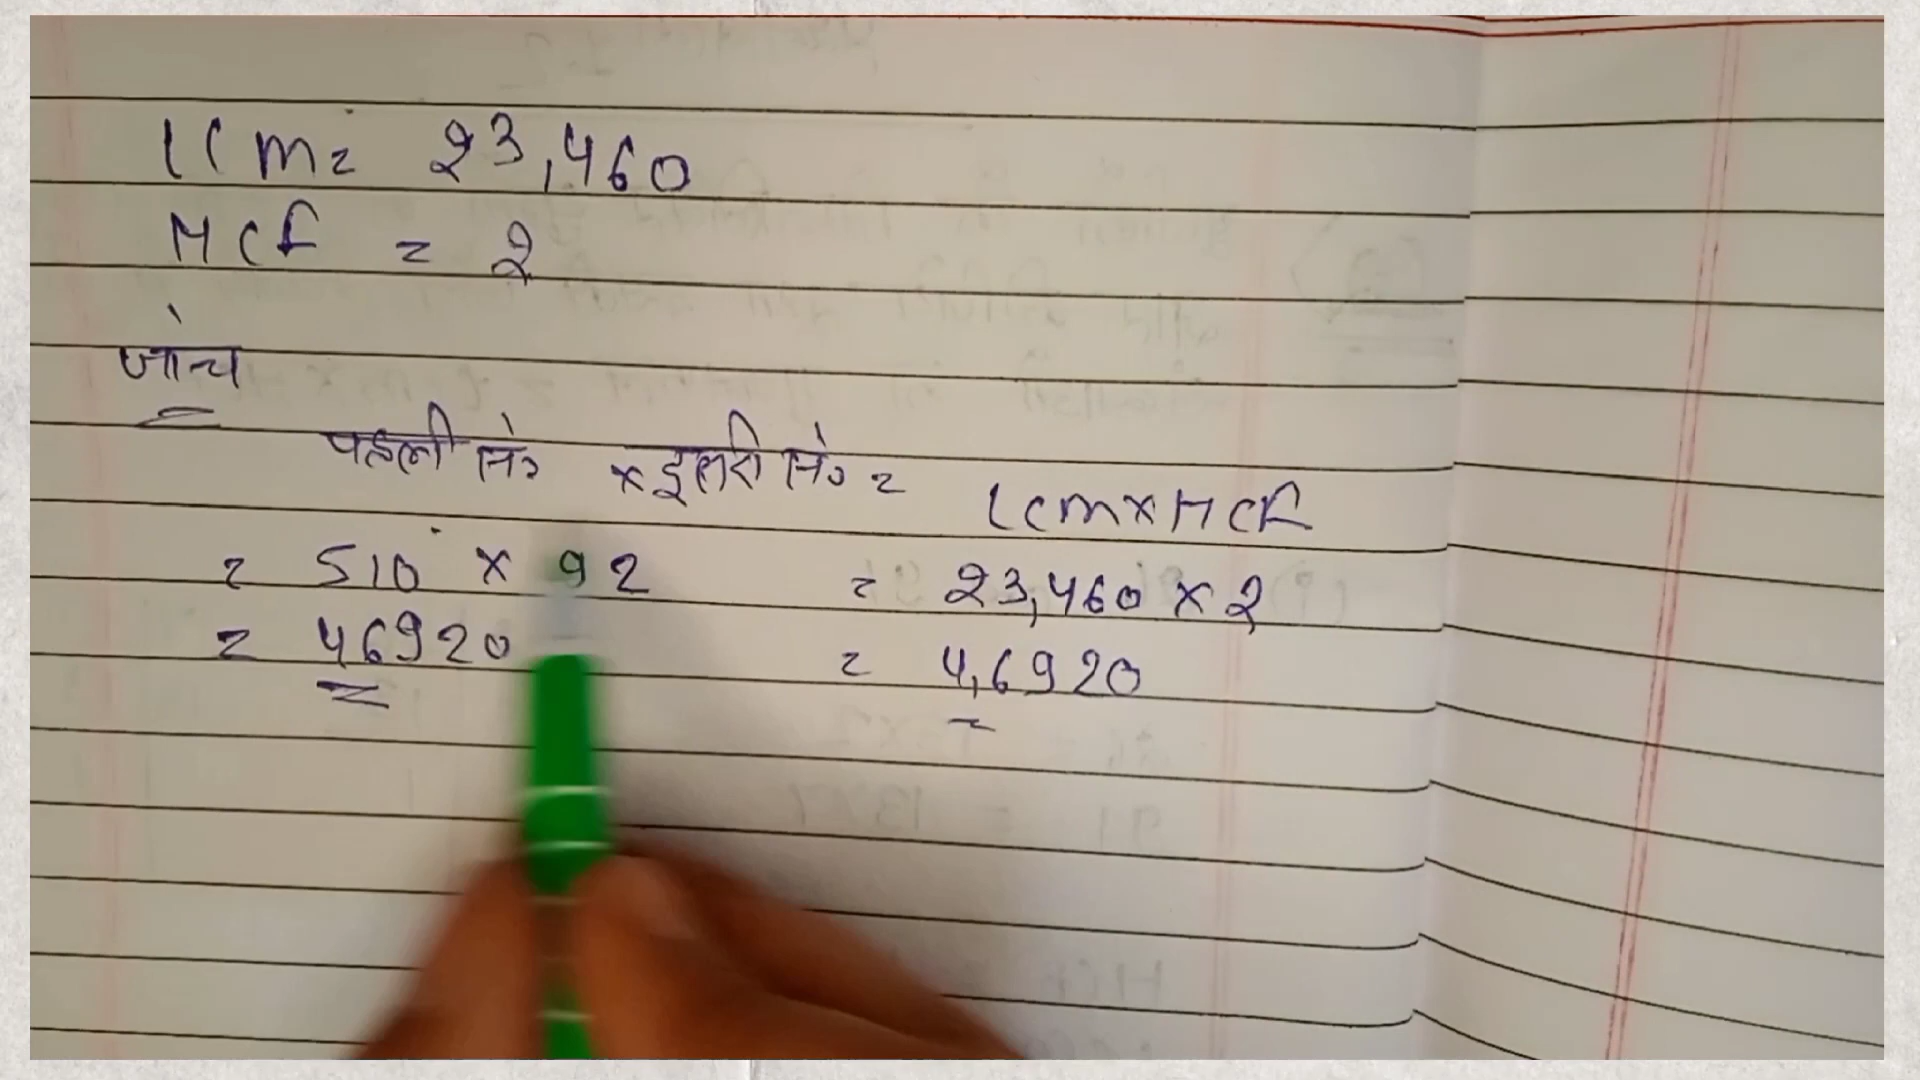 LCM = 23,460
HCF = 2
जांच
पहली सं० × दूसरी सं० = LCM × HCF
= 510 × 92 = 23,460 × 2
= 46920 = 4,6920